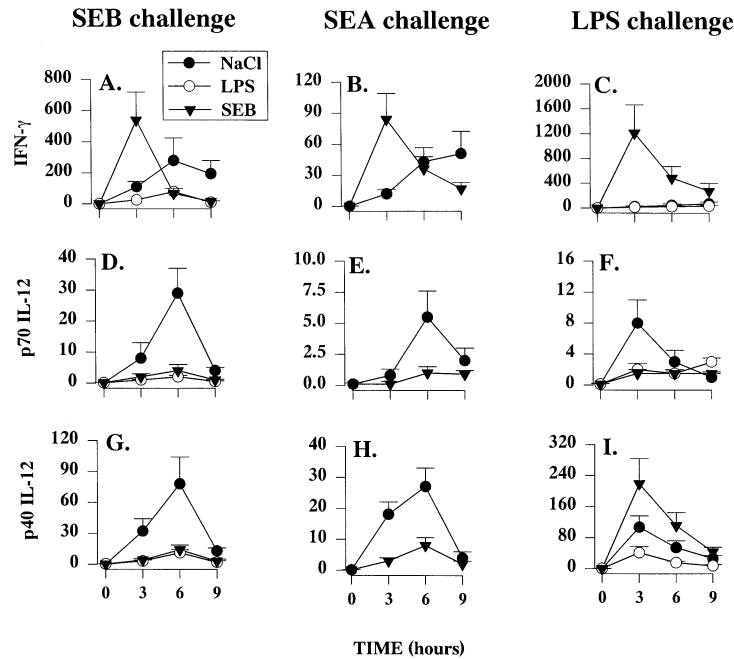 SEB challenge SEA challenge LPS challenge
NaCl
LPS
SEB
IFN-γ
A.
800
600
400
200
0
B.
120
90
60
30
0
C.
2000
1600
1200
800
400
0
p70 IL-12
D.
40
30
20
10
0
E.
10.0
7.5
5.0
2.5
0.0
F.
16
12
8
4
0
p40 IL-12
G.
120
90
60
30
0
H.
40
30
20
10
0
I.
320
240
160
80
0
0 3 6 9
0 3 6 9
0 3 6 9
TIME (hours)